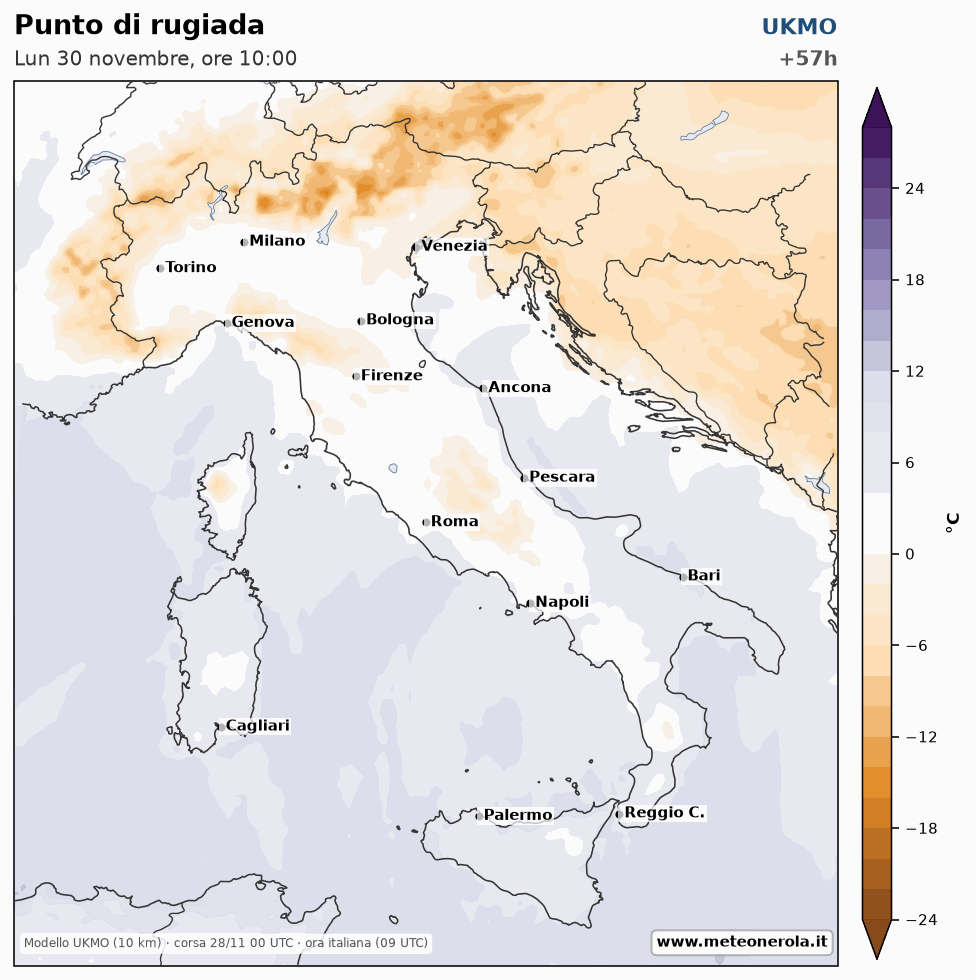 Punto di rugiada
UKMO
Lun 30 novembre, ore 10:00
+57h
24
18
12
6
0
−6
−12
−18
−24
°C
Milano
Venezia
Torino
Genova
Bologna
Firenze
Ancona
Pescara
Roma
Bari
Napoli
Cagliari
Palermo
Reggio C.
Modello UKMO (10 km) · corsa 28/11 00 UTC · ora italiana (09 UTC)
www.meteonerola.it